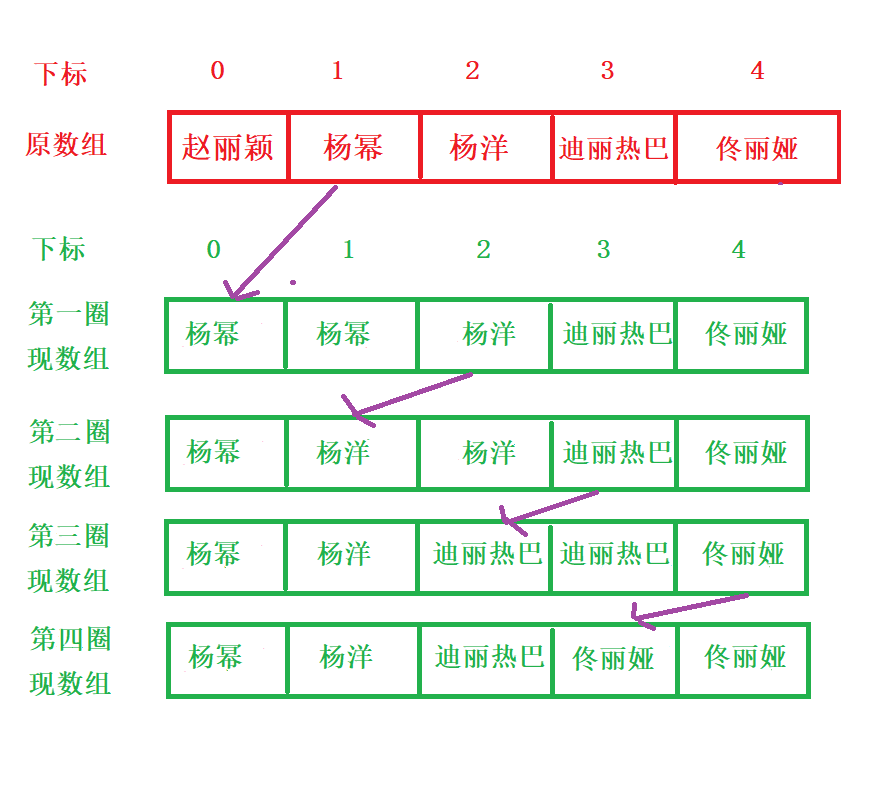 下标 0 1 2 3 4
原数组 赵丽颖 杨幂 杨洋 迪丽热巴 佟丽娅
下标 0 1 2 3 4
第一圈
现数组 杨幂 杨幂 杨洋 迪丽热巴 佟丽娅
第二圈
现数组 杨幂 杨洋 杨洋 迪丽热巴 佟丽娅
第三圈
现数组 杨幂 杨洋 迪丽热巴 迪丽热巴 佟丽娅
第四圈
现数组 杨幂 杨洋 迪丽热巴 佟丽娅 佟丽娅